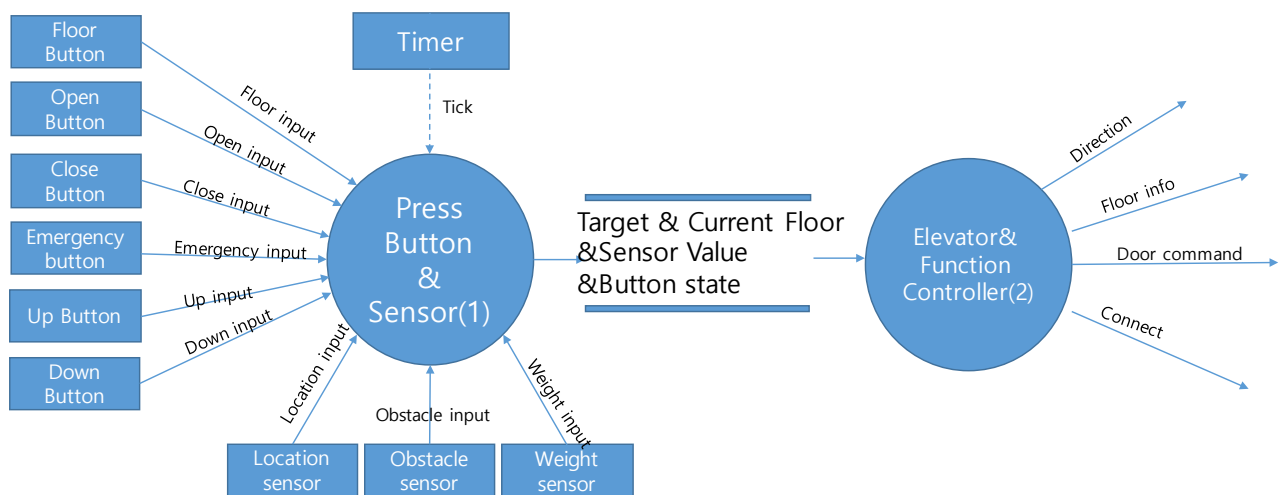 Floor
Button
Timer
Open
Button
Close
Button
Emergency
button
Up Button
Down
Button
Floor input
Open input
Close input
Emergency input
Up input
Down input
Tick
Press
Button
&
Sensor(1)
Location input
Obstacle input
Weight input
Location
sensor
Obstacle
sensor
Weight
sensor
Target & Current Floor
&Sensor Value
&Button state
Elevator&
Function
Controller(2)
Direction
Floor info
Door command
Connect